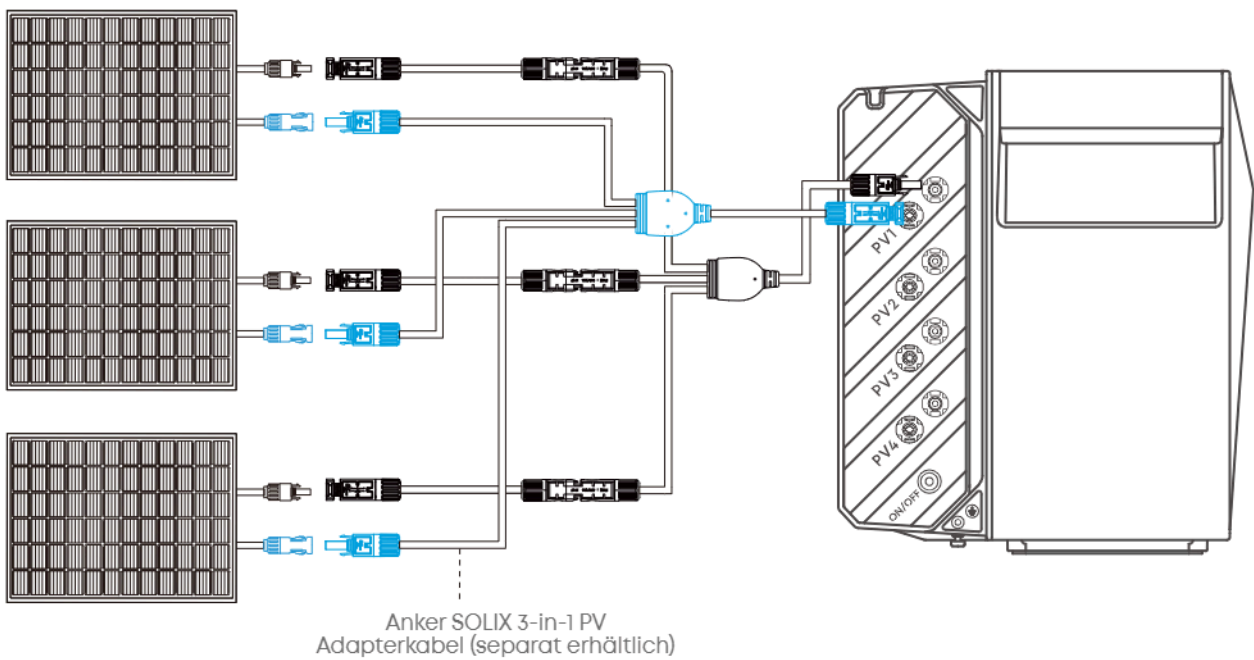 PV1
PV2
PV3
PV4
ON/OFF
Anker SOLIX 3-in-1 PV
Adapterkabel (separat erhältlich)